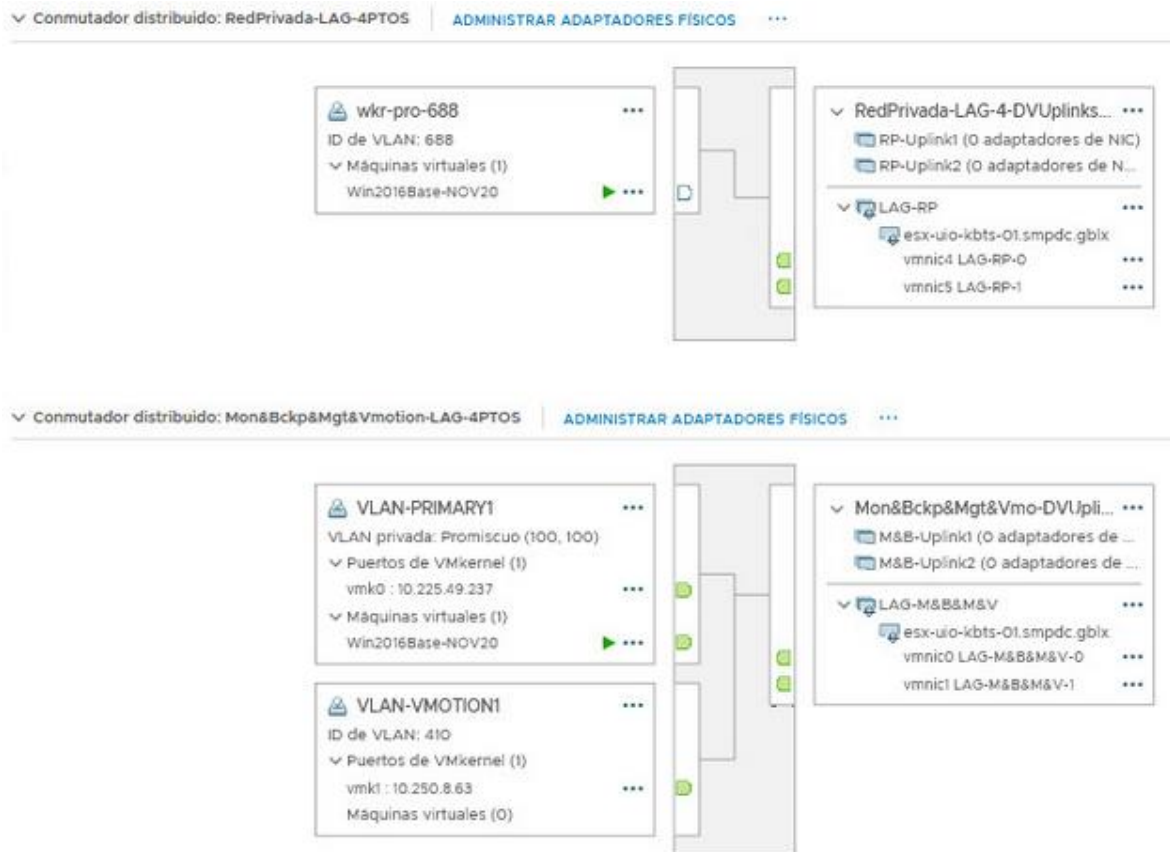 Conmutador distribuido: RedPrivada-LAG-4PTOS ADMINISTRAR ADAPTADORES FÍSICOS ...
wkr-pro-688 ...
ID de VLAN: 688
Máquinas virtuales (1)
Win2016Base-NOV20 ...
RedPrivada-LAG-4-DVUplinks... ...
RP-Uplink1 (0 adaptadores de NIC)
RP-Uplink2 (0 adaptadores de N...
LAG-RP ...
esx-uio-kbts-01.smpdc.gblx
vmnic4 LAG-RP-0 ...
vmnic5 LAG-RP-1 ...
Conmutador distribuido: Mon&Bckp&Mgt&Vmotion-LAG-4PTOS ADMINISTRAR ADAPTADORES FÍSICOS ...
VLAN-PRIMARY1 ...
VLAN privada: Promiscuo (100, 100)
Puertos de VMkernel (1)
vmk0 : 10.225.49.237 ...
Máquinas virtuales (1)
Win2016Base-NOV20 ...
VLAN-VMOTION1 ...
ID de VLAN: 410
Puertos de VMkernel (1)
vmk1 : 10.250.8.63 ...
Máquinas virtuales (0)
Mon&Bckp&Mgt&Vmo-DVUpli... ...
M&B-Uplink1 (0 adaptadores de ...
M&B-Uplink2 (0 adaptadores de ...
LAG-M&B&M&V ...
esx-uio-kbts-01.smpdc.gblx
vmnic0 LAG-M&B&M&V-0 ...
vmnic1 LAG-M&B&M&V-1 ...